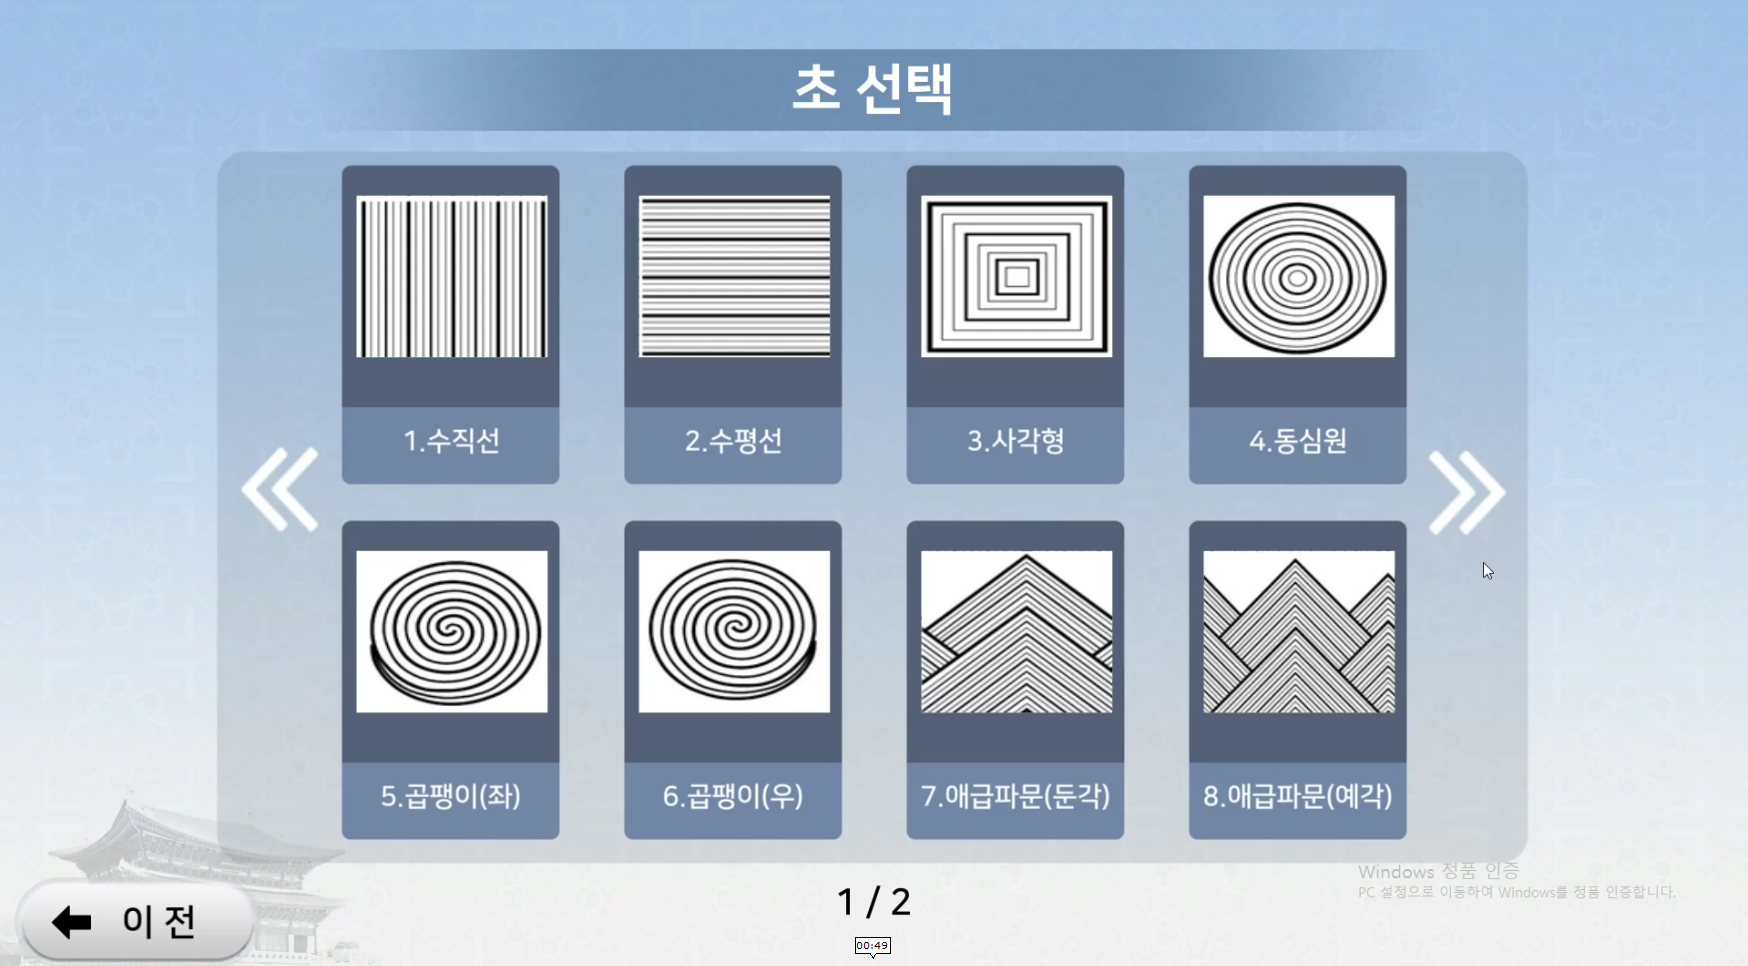 초 선택
1.수직선
2.수평선
3.사각형
4.동심원
5.곱팽이(좌)
6.곱팽이(우)
7.애급파문(둔각)
8.애급파문(예각)
Windows 정품 인증
PC 설정으로 이동하여 Windows를 정품 인증합니다.
1 / 2
이 전
00:49